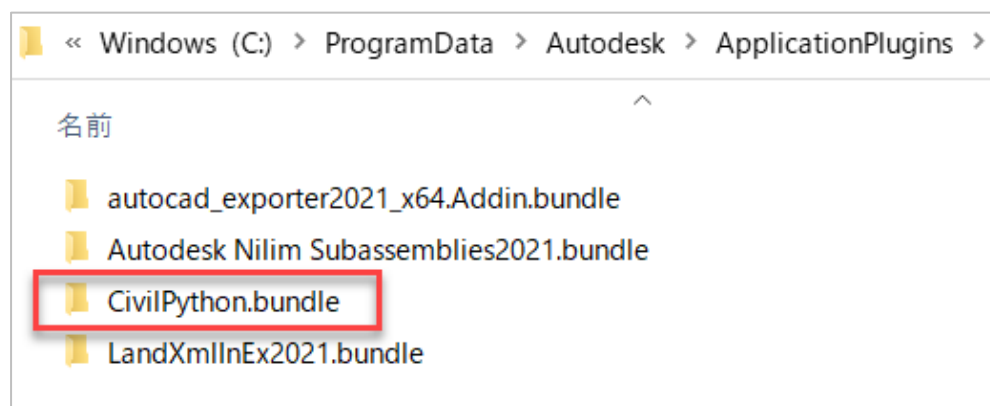 « Windows (C:) > ProgramData > Autodesk > ApplicationPlugins >
名前
autocad_exporter2021_x64.Addin.bundle
Autodesk Nilim Subassemblies2021.bundle
CivilPython.bundle
LandXmlInEx2021.bundle